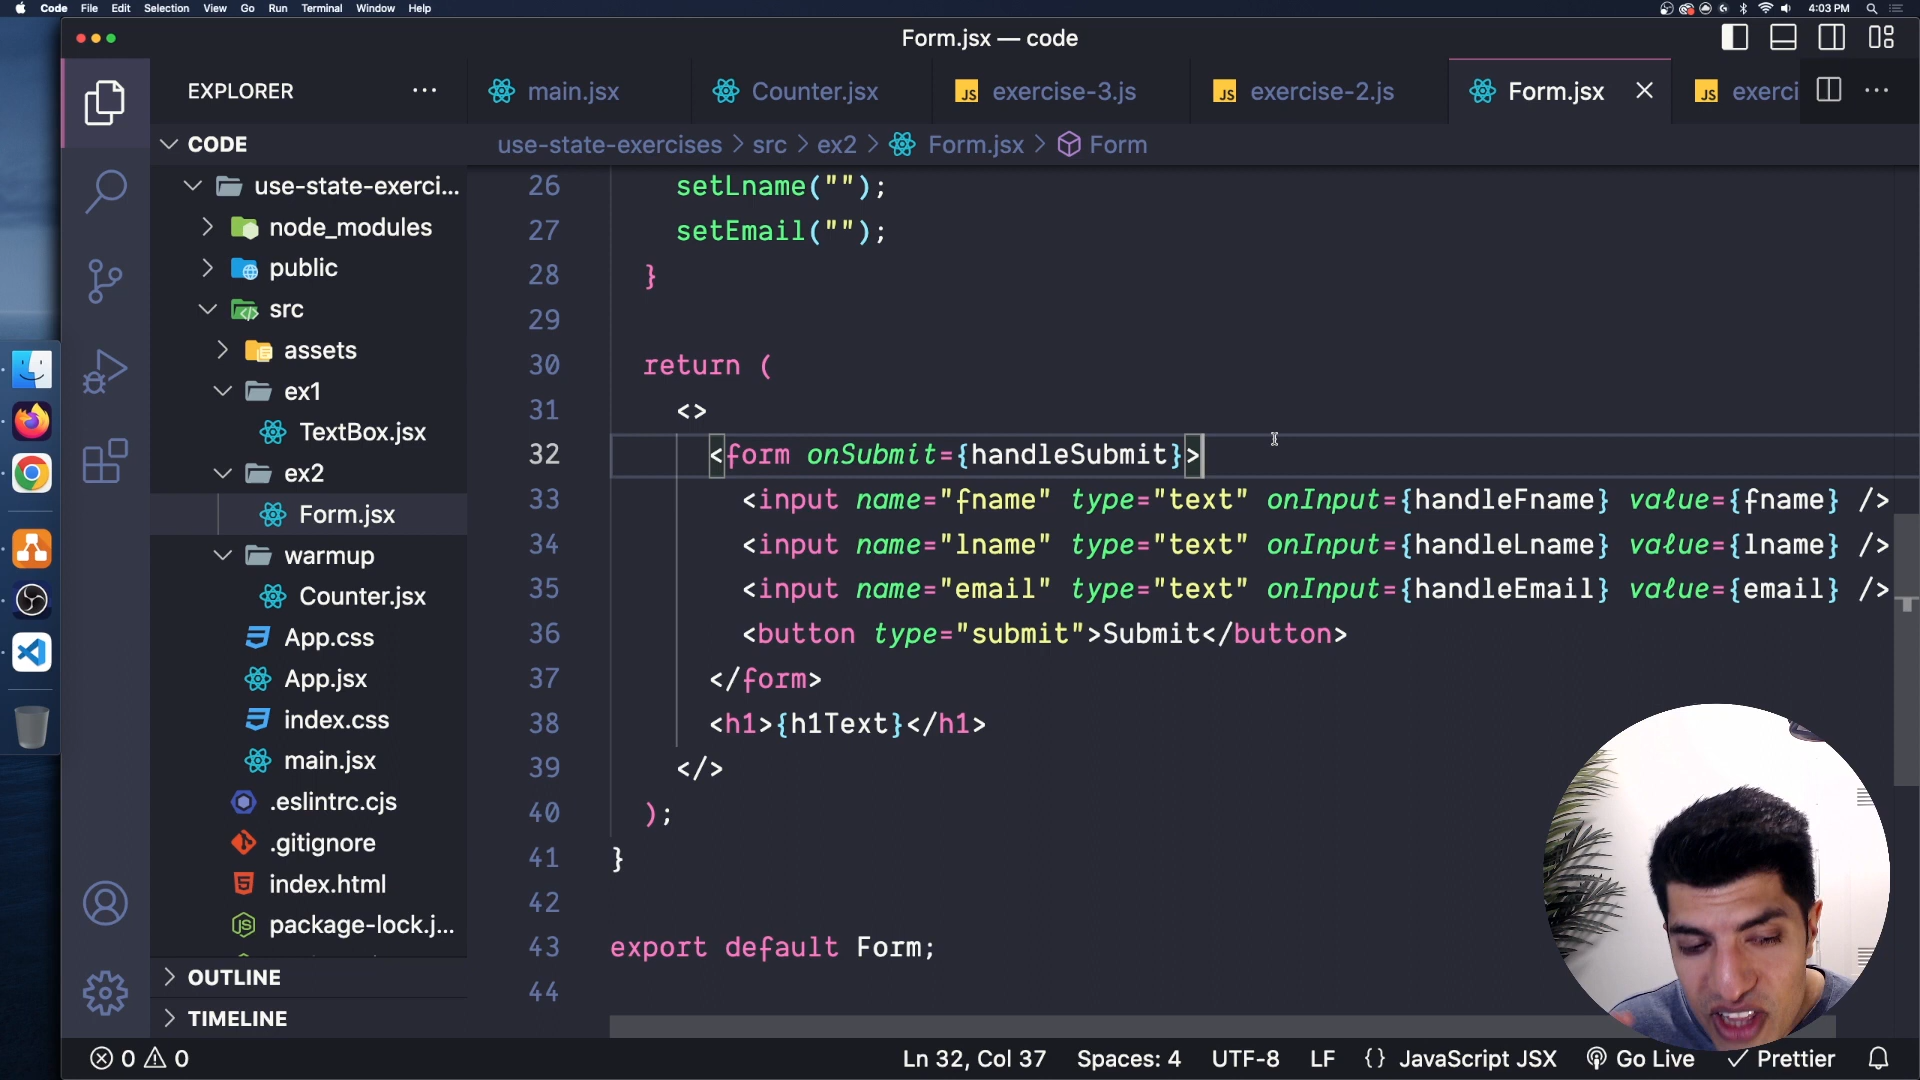 Code File Edit Selection View Go Run Terminal Window Help 4:03 PM
Form.jsx — code
EXPLORER
main.jsx
Counter.jsx
JS exercise-3.js
JS exercise-2.js
Form.jsx
JS exerci
CODE
use-state-exercises > src > ex2 > Form.jsx > Form
use-state-exerci...
node_modules
public
src
assets
ex1
TextBox.jsx
ex2
Form.jsx
warmup
Counter.jsx
App.css
App.jsx
index.css
main.jsx
.eslintrc.cjs
.gitignore
index.html
package-lock.j...
OUTLINE
TIMELINE
26 setLname("");
27 setEmail("");
28 }
29
30 return (
31 <>
32 <form onSubmit={handleSubmit}>
33 <input name="fname" type="text" onInput={handleFname} value={fname} />
34 <input name="lname" type="text" onInput={handleLname} value={lname} />
35 <input name="email" type="text" onInput={handleEmail} value={email} />
36 <button type="submit">Submit</button>
37 </form>
38 <h1>{h1Text}</h1>
39 </>
40 );
41 }
42
43 export default Form;
44
0 0
Ln 32, Col 37 Spaces: 4 UTF-8 LF {} JavaScript JSX Go Live Prettier